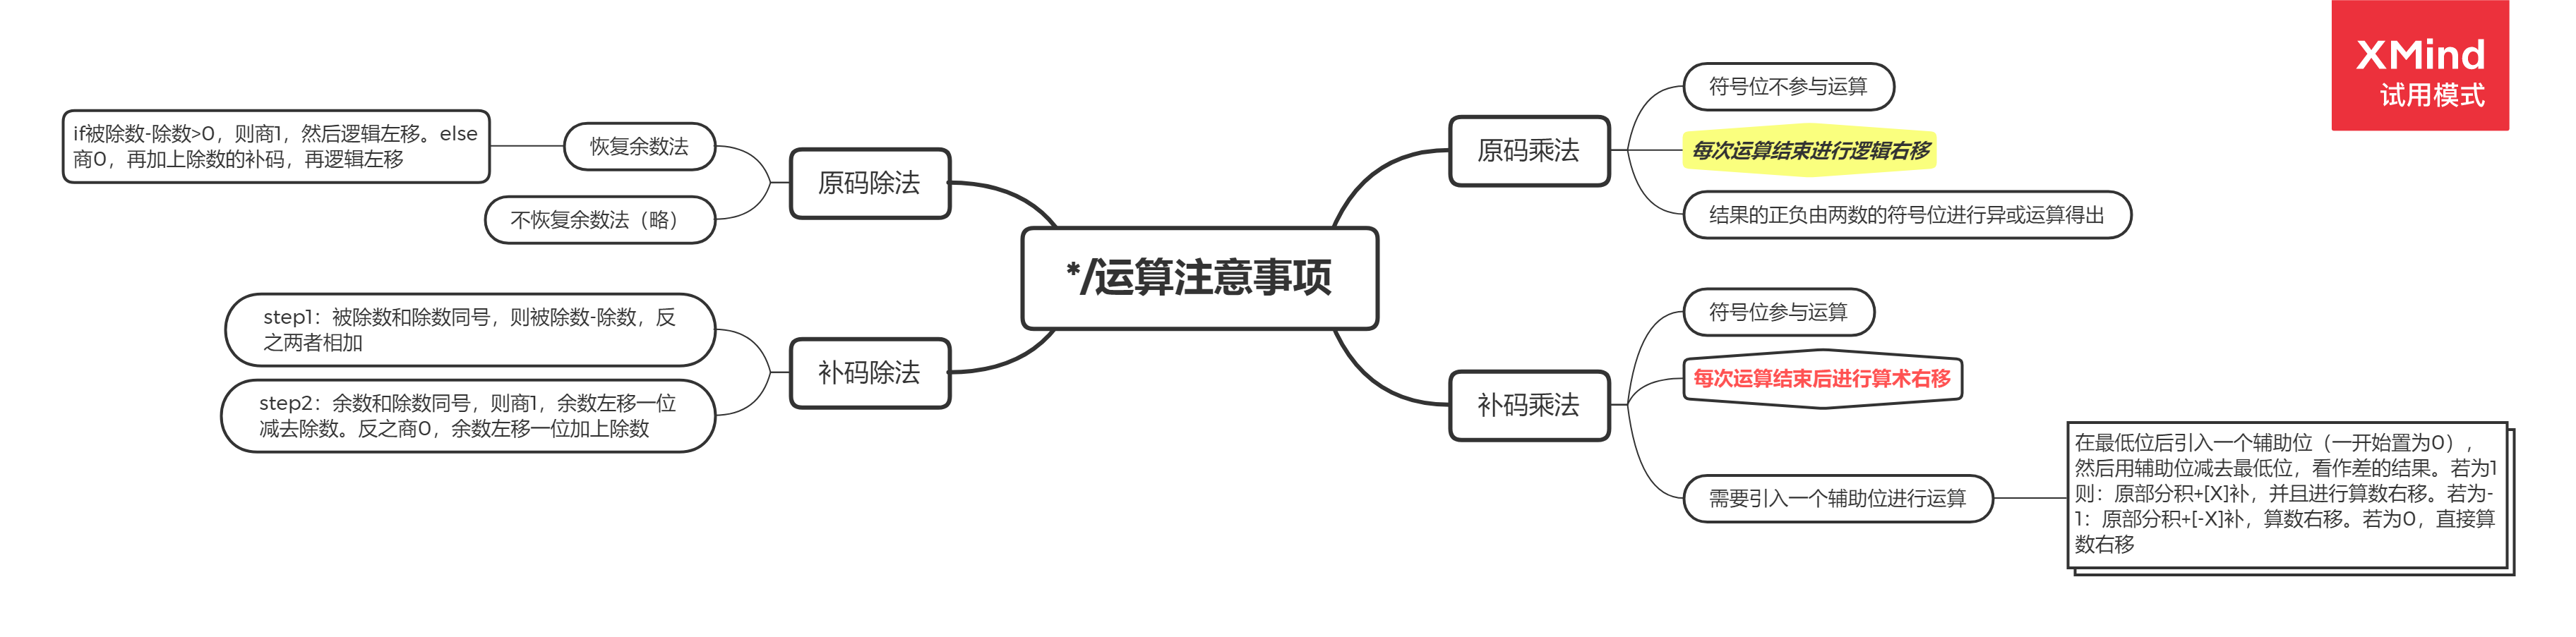 XMind
试用模式
*/运算注意事项
原码乘法
符号位不参与运算
每次运算结束进行逻辑右移
结果的正负由两数的符号位进行异或运算得出
补码乘法
符号位参与运算
每次运算结束后进行算术右移
需要引入一个辅助位进行运算
在最低位后引入一个辅助位（一开始置为0），
然后用辅助位减去最低位，看作差的结果。若为1
则：原部分积+[X]补，并且进行算数右移。若为-
1：原部分积+[-X]补，算数右移。若为0，直接算
数右移
原码除法
恢复余数法
if被除数-除数>0，则商1，然后逻辑左移。else
商0，再加上除数的补码，再逻辑左移
不恢复余数法（略）
补码除法
step1：被除数和除数同号，则被除数-除数，反
之两者相加
step2：余数和除数同号，则商1，余数左移一位
减去除数。反之商0，余数左移一位加上除数